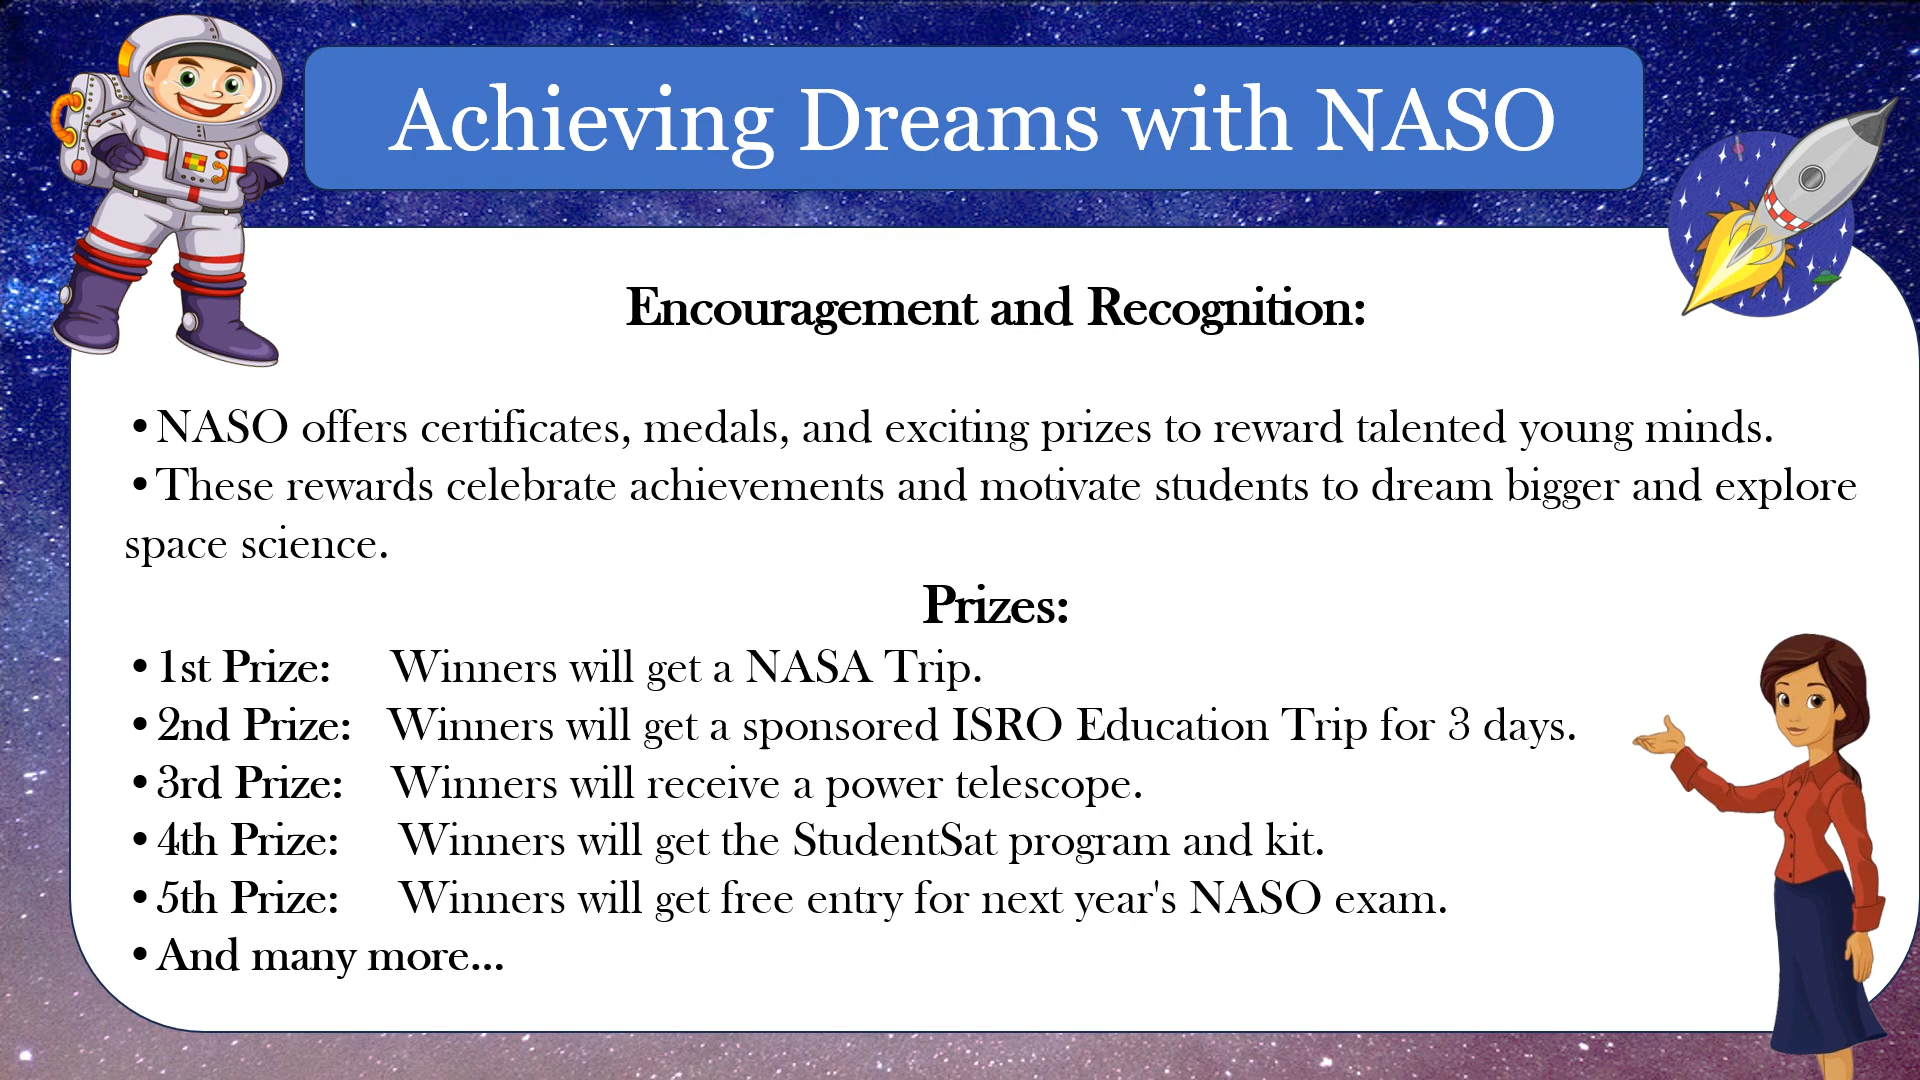 Achieving Dreams with NASO
Encouragement and Recognition:
• NASO offers certificates, medals, and exciting prizes to reward talented young minds.
• These rewards celebrate achievements and motivate students to dream bigger and explore
space science.
Prizes:
• 1st Prize: Winners will get a NASA Trip.
• 2nd Prize: Winners will get a sponsored ISRO Education Trip for 3 days.
• 3rd Prize: Winners will receive a power telescope.
• 4th Prize: Winners will get the StudentSat program and kit.
• 5th Prize: Winners will get free entry for next year's NASO exam.
• And many more...